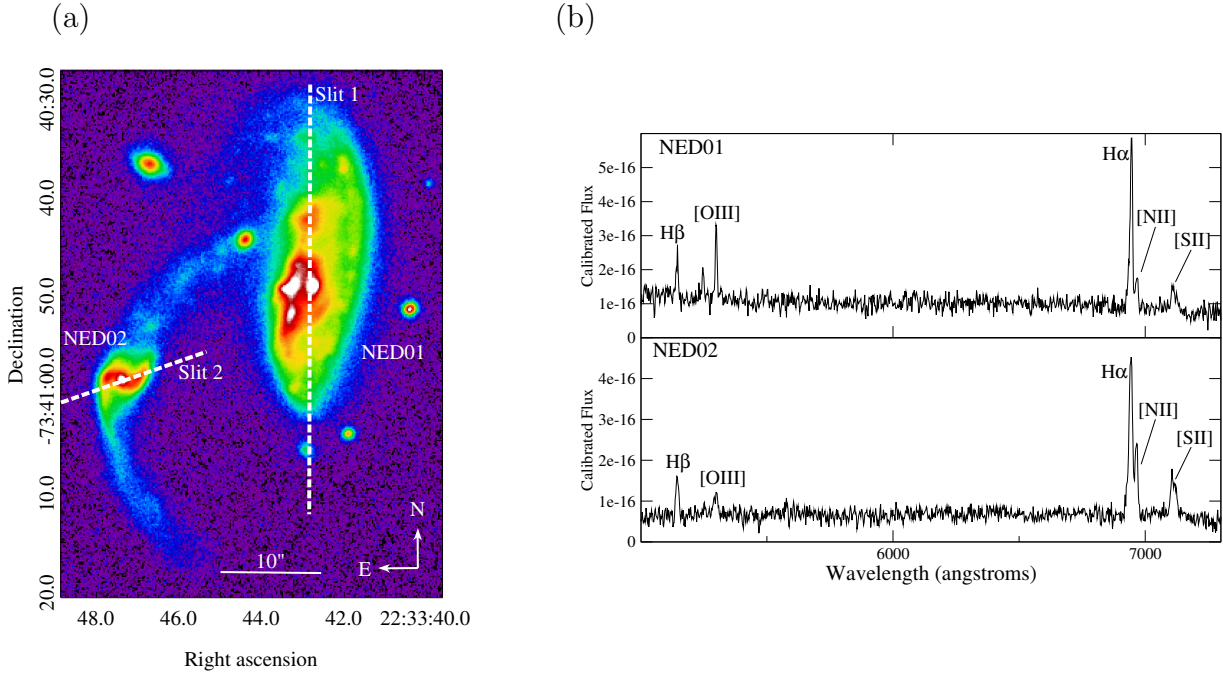 (a)
(b)
Slit 1
NED02
NED01
Slit 2
N
E
10"
40:30.0
40.0
50.0
-73:41:00.0
10.0
20.0
Declination
48.0 46.0 44.0 42.0 22:33:40.0
Right ascension
NED01
Hβ
[OIII]
Hα
[NII]
[SII]
5e-16
4e-16
3e-16
2e-16
1e-16
0
Calibrated Flux
NED02
Hβ
[OIII]
Hα
[NII]
[SII]
4e-16
3e-16
2e-16
1e-16
0
Calibrated Flux
6000 7000
Wavelength (angstroms)